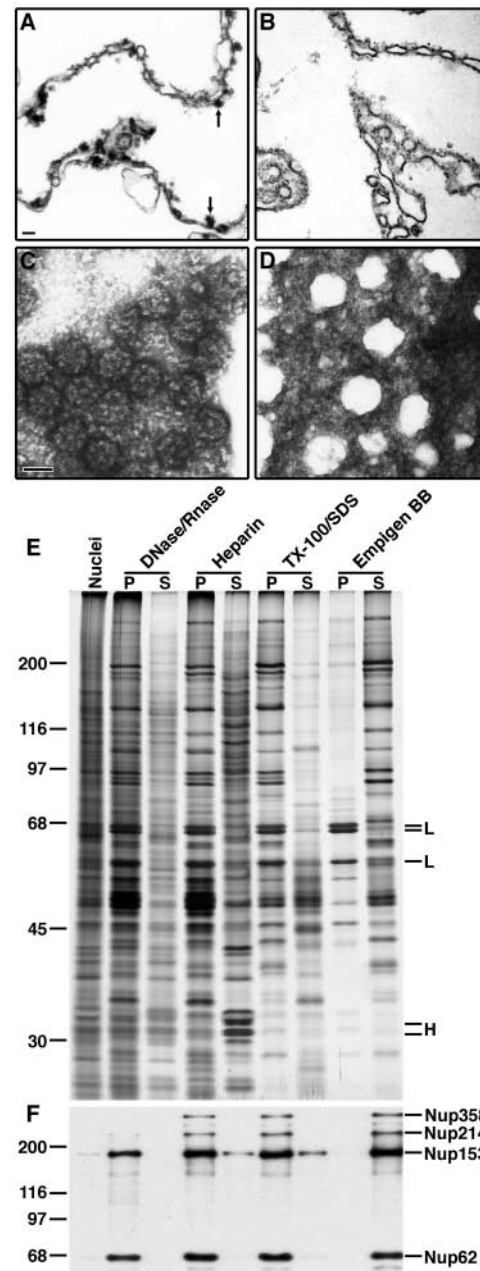 A
B
C
D
E
Nuclei
DNase/Rnase
Heparin
TX-100/SDS
Empigen BB
P S P S P S P S
200
116
97
68
45
30
L
L
H
F
200
116
97
68
Nup358
Nup214
Nup153
Nup62